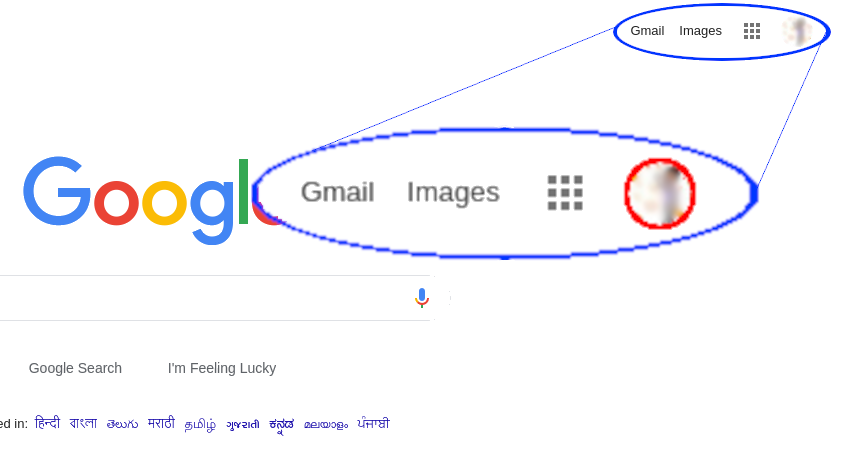 Gmail Images
Gmail Images
Googl
Google Search I'm Feeling Lucky
ed in: हिन्दी বাংলা తెలుగు मराठी தமிழ் ગુજરાતી ಕನ್ನಡ മലയാളം ਪੰਜਾਬੀ